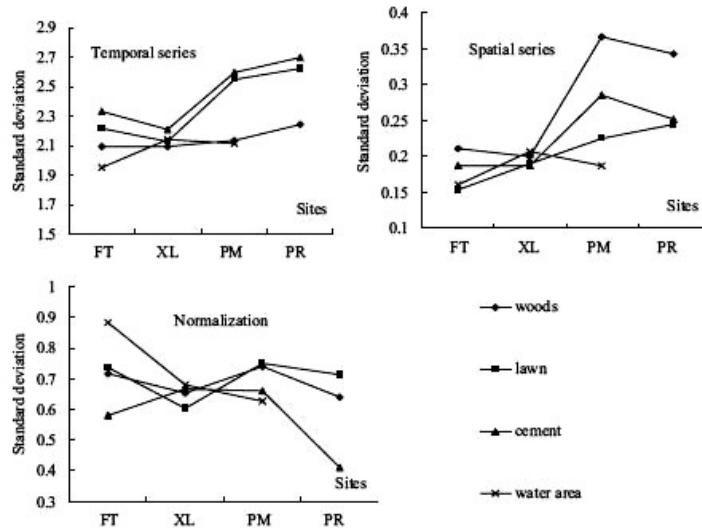 2.9
2.7
2.5
2.3
2.1
1.9
1.7
1.5
Standard deviation
Temporal series
Sites
FT XL PM PR
0.4
0.35
0.3
0.25
0.2
0.15
0.1
Standard deviation
Spatial series
Sites
FT XL PM PR
1
0.9
0.8
0.7
0.6
0.5
0.4
0.3
Standard deviation
Normalization
Sites
FT XL PM PR
woods
lawn
cement
water area